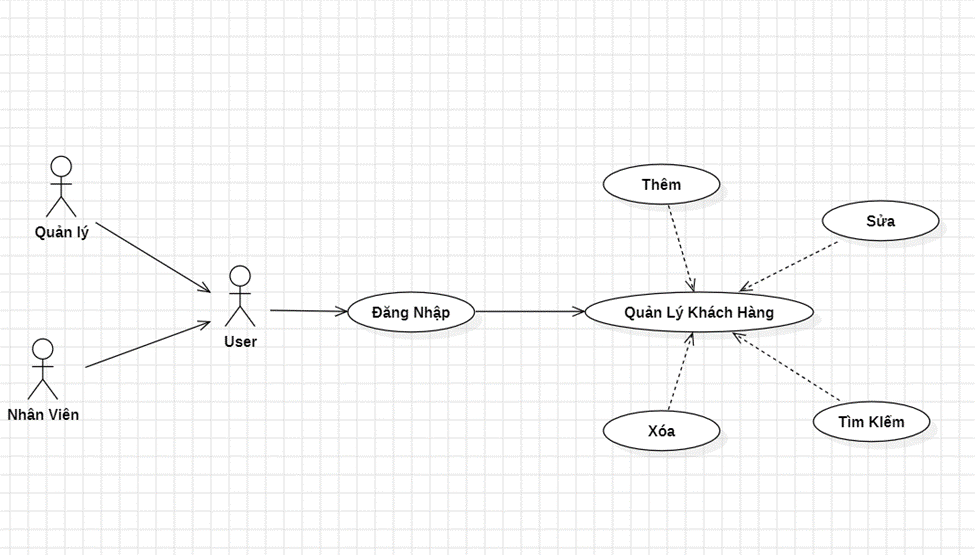 Thêm
Sửa
Quản lý
Đăng Nhập
Quản Lý Khách Hàng
User
Nhân Viên
Xóa
Tìm KIếm